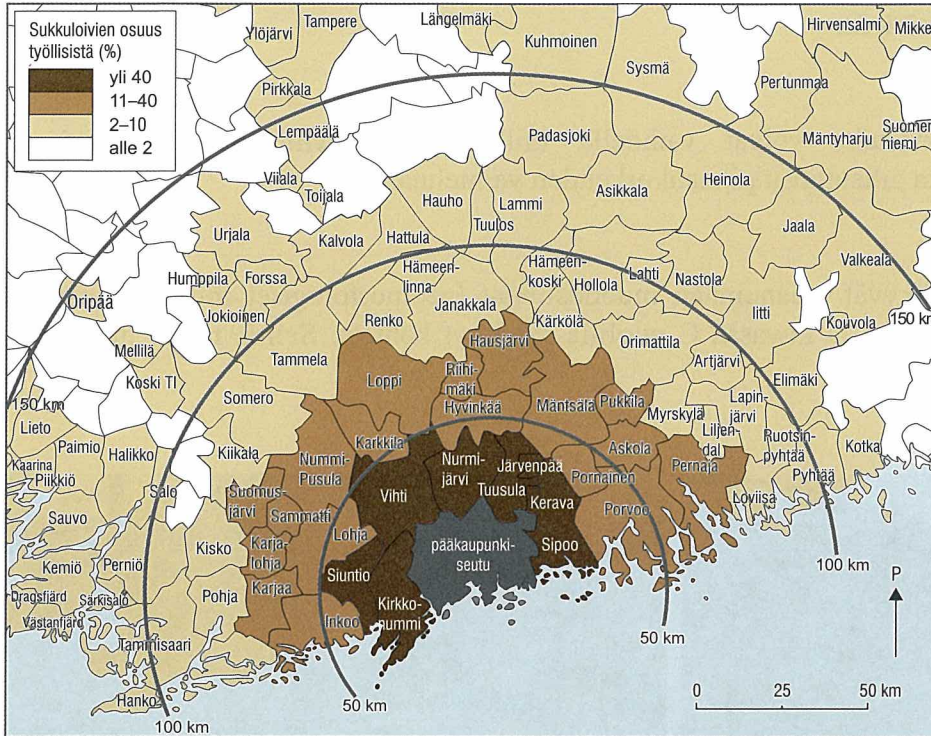 Sukkuloivien osuus
työllisistä (%)
yli 40
11–40
2–10
alle 2
Ylöjärvi
Tampere
Längelmäki
Kuhmoinen
Sysmä
Hirvensalmi
Mikke
Pertunmaa
Pirkkala
Lempäälä
Padasjoki
Mäntyharju
Suomen-
niemi
Viiala
Toijala
Hauho
Lammi
Tuulos
Asikkala
Heinola
Jaala
Urjala
Kalvola
Hattula
Valkeala
Humppila
Forssa
Hämeen-
linna
Hämeen-
koski
Hollola
Lahti
Nastola
Oripää
Jokioinen
Renko
Janakkala
Kärkölä
Iitti
Kouvola
150 km
Mellilä
Koski Tl
Tammela
Loppi
Hausjärvi
Riihi-
mäki
Orimattila
Artjärvi
Elimäki
150 km
Somero
Hyvinkää
Mäntsälä
Pukkila
Myrskylä
Lapin-
järvi
Lieto
Paimio
Halikko
Kiikala
Karkkila
Liljen-
dal
Ruotsin-
pyhtää
Kotka
Kaarina
Piikkiö
Nummi-
Pusula
Nurmi-
järvi
Järvenpää
Askola
Pernaja
Pyhtää
Salo
Suomus-
järvi
Vihti
Tuusula
Kerava
Pornainen
Loviisa
Sauvo
Sammatti
Lohja
Porvoo
Kemiö
Perniö
Kisko
Karja-
lohja
pääkaupunki-
seutu
Sipoo
100 km
Dragsfjärd
Särkisalo
Västanfjärd
Pohja
Karjaa
Siuntio
P
Kirkko-
nummi
Inkoo
50 km
Tammisaari
Hanko
50 km
100 km
0 25 50 km